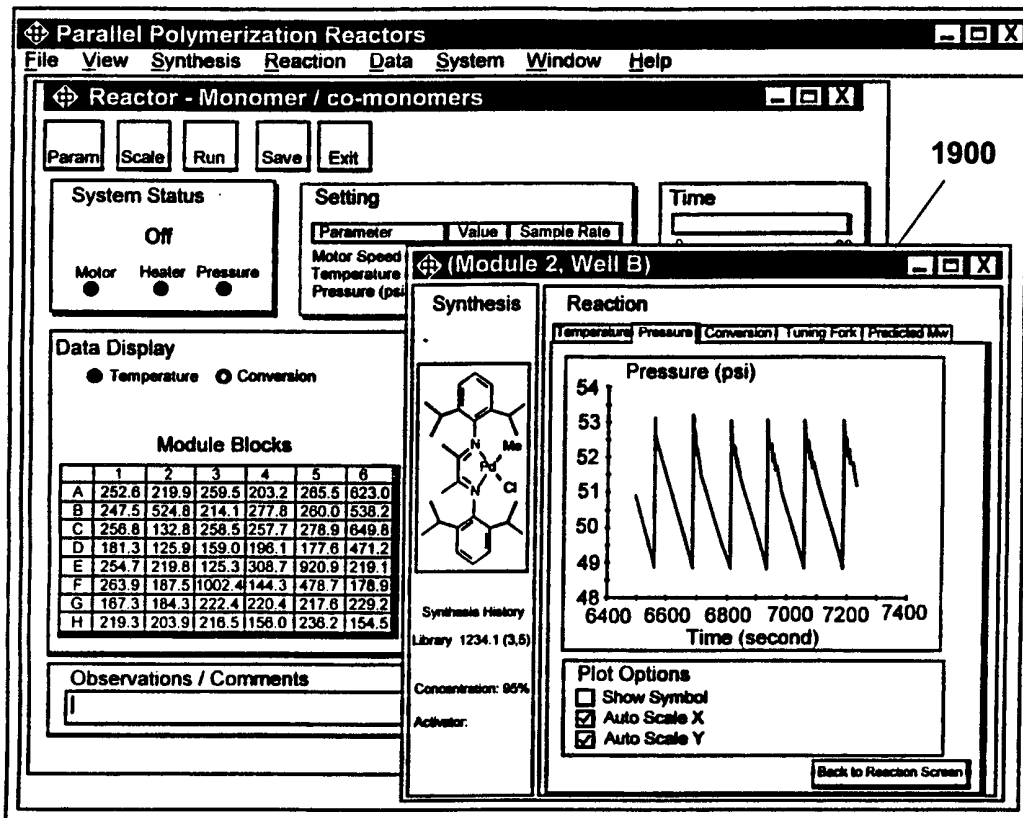 Parallel Polymerization Reactors
File View Synthesis Reaction Data System Window Help
Reactor - Monomer / co-monomers
Param Scale Run Save Exit
1900
System Status
Off
Motor Heater Pressure
Setting
Parameter Value Sample Rate
Motor Speed
Temperature
Pressure (psi
Time
Data Display
Temperature Conversion
Module Blocks
1 2 3 4 5 6
A 252.6 219.9 259.5 203.2 265.5 623.0
B 247.5 524.8 214.1 277.8 260.0 538.2
C 256.8 132.8 258.5 257.7 278.9 649.8
D 181.3 125.9 159.0 196.1 177.6 471.2
E 254.7 219.8 125.3 308.7 920.9 219.1
F 263.9 187.5 1002.4 144.3 478.7 178.9
G 167.3 184.3 222.4 220.4 217.6 229.2
H 219.3 203.9 216.5 156.0 236.2 154.5
Observations / Comments
(Module 2, Well B)
Synthesis
N Me
Pd
N Cl
Synthesis History
Library 1234.1 (3,5)
Concentration: 95%
Activator:
Reaction
Temperature Pressure Conversion Tuning Fork Predicted Mw
Pressure (psi)
54
53
52
51
50
49
48
6400 6600 6800 7000 7200 7400
Time (second)
Plot Options
Show Symbol
Auto Scale X
Auto Scale Y
Back to Reaction Screen